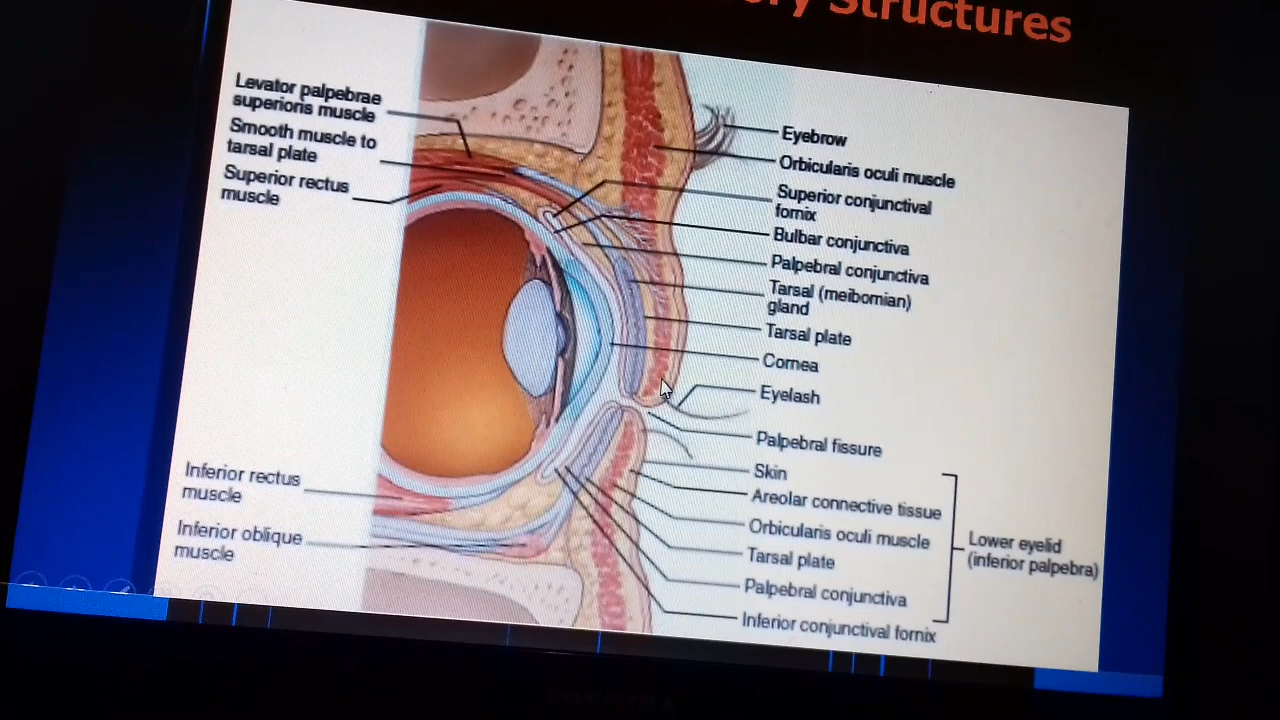 Structures
Levator palpebrae
superioris muscle
Smooth muscle to
tarsal plate
Superior rectus
muscle
Inferior rectus
muscle
Inferior oblique
muscle
Eyebrow
Orbicularis oculi muscle
Superior conjunctival
fornix
Bulbar conjunctiva
Palpebral conjunctiva
Tarsal (meibomian)
gland
Tarsal plate
Cornea
Eyelash
Palpebral fissure
Skin
Areolar connective tissue
Orbicularis oculi muscle
Tarsal plate
Palpebral conjunctiva
Inferior conjunctival fornix
Lower eyelid
(inferior palpebra)